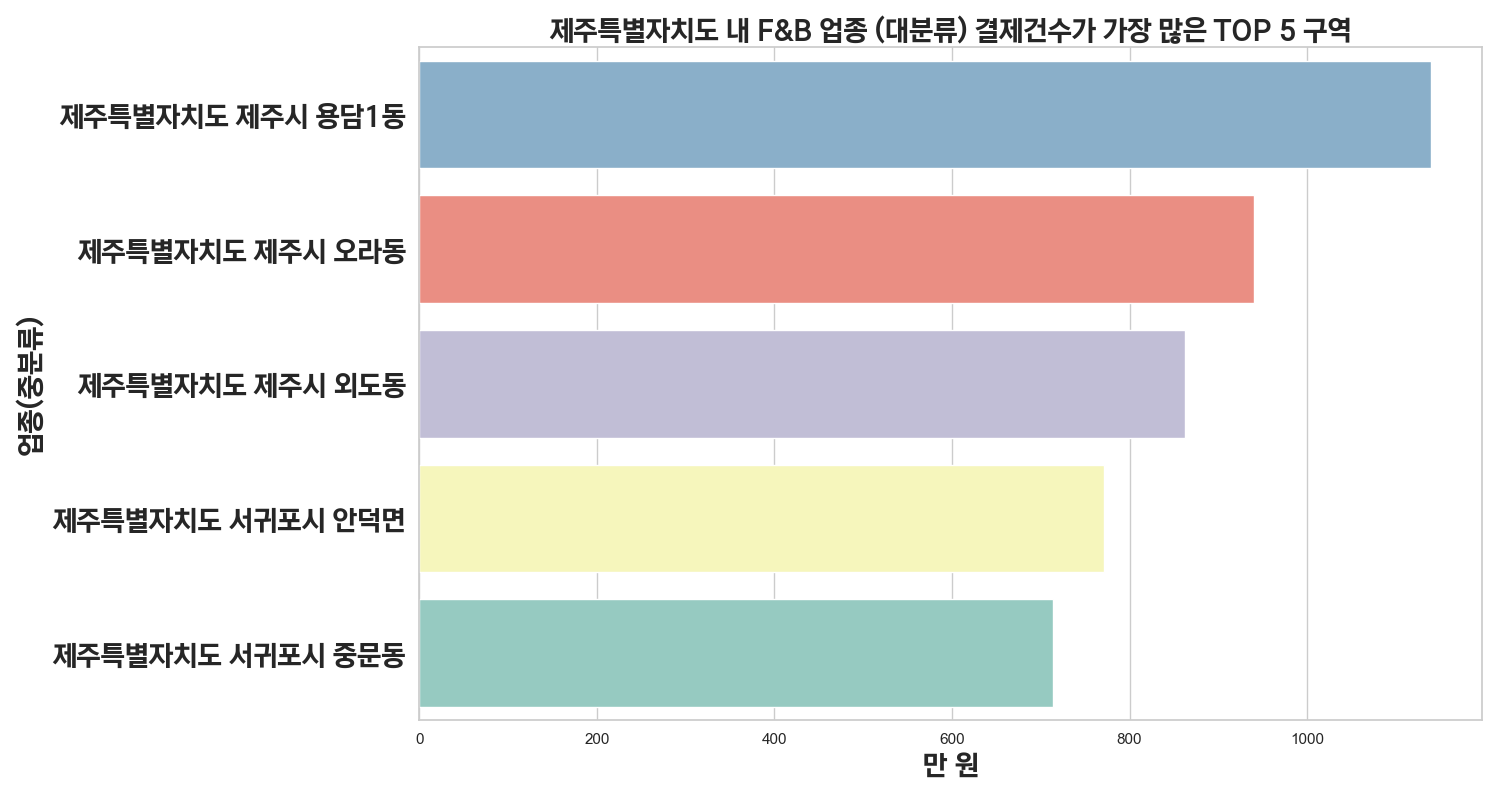 제주특별자치도 내 F&B 업종 (대분류) 결제건수가 가장 많은 TOP 5 구역
업종(중분류)
제주특별자치도 제주시 용담1동
제주특별자치도 제주시 오라동
제주특별자치도 제주시 외도동
제주특별자치도 서귀포시 안덕면
제주특별자치도 서귀포시 중문동
0 200 400 600 800 1000
만 원